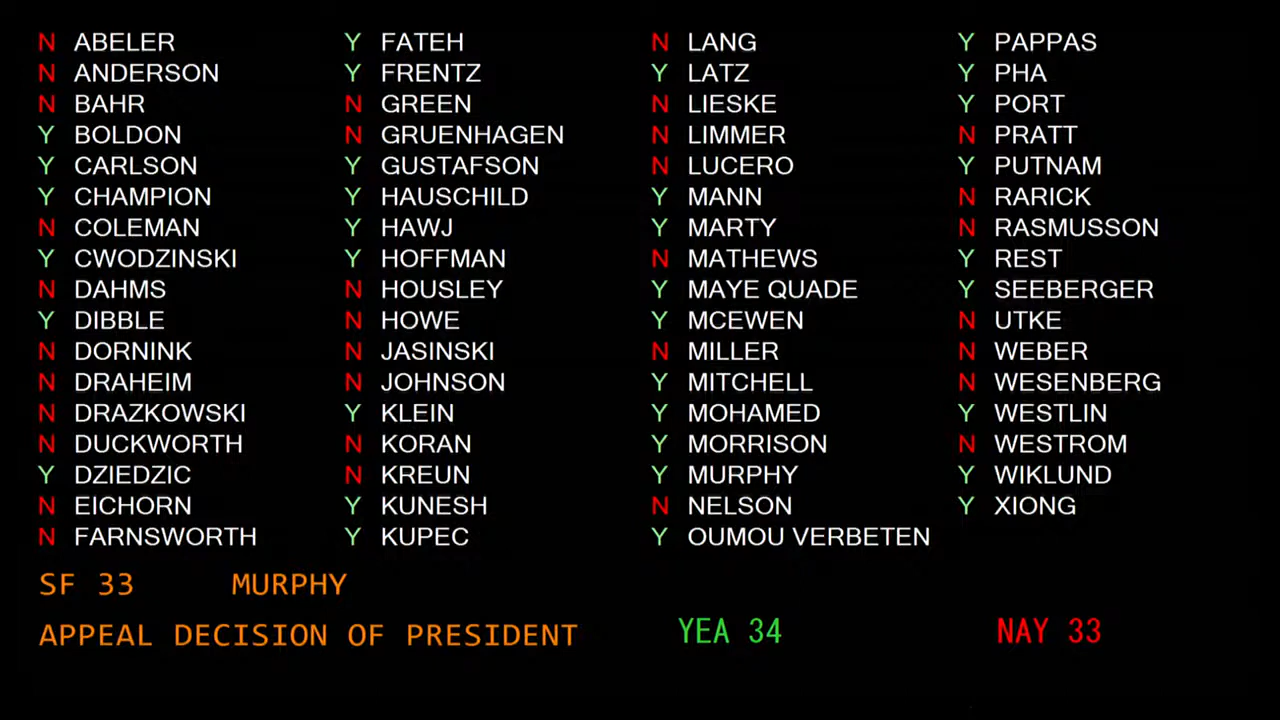 N ABELER Y FATEH N LANG Y PAPPAS
N ANDERSON Y FRENTZ Y LATZ Y PHA
N BAHR N GREEN N LIESKE Y PORT
Y BOLDON N GRUENHAGEN N LIMMER N PRATT
Y CARLSON Y GUSTAFSON N LUCERO Y PUTNAM
Y CHAMPION Y HAUSCHILD Y MANN N RARICK
N COLEMAN Y HAWJ Y MARTY N RASMUSSON
Y CWODZINSKI Y HOFFMAN N MATHEWS Y REST
N DAHMS N HOUSLEY Y MAYE QUADE Y SEEBERGER
Y DIBBLE N HOWE Y MCEWEN N UTKE
N DORNINK N JASINSKI N MILLER N WEBER
N DRAHEIM N JOHNSON Y MITCHELL N WESENBERG
N DRAZKOWSKI Y KLEIN Y MOHAMED Y WESTLIN
N DUCKWORTH N KORAN Y MORRISON N WESTROM
Y DZIEDZIC N KREUN Y MURPHY Y WIKLUND
N EICHORN Y KUNESH N NELSON Y XIONG
N FARNSWORTH Y KUPEC Y OUMOU VERBETEN
SF 33 MURPHY
APPEAL DECISION OF PRESIDENT YEA 34 NAY 33